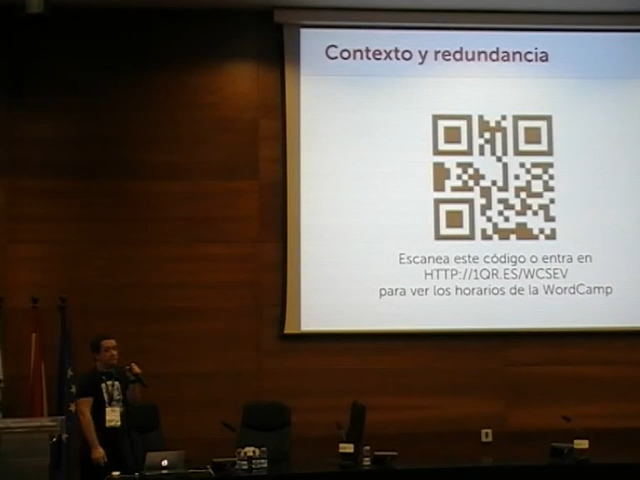 Contexto y redundancia
Escanea este código o entra en
HTTP://1QR.ES/WCSEV
para ver los horarios de la WordCamp